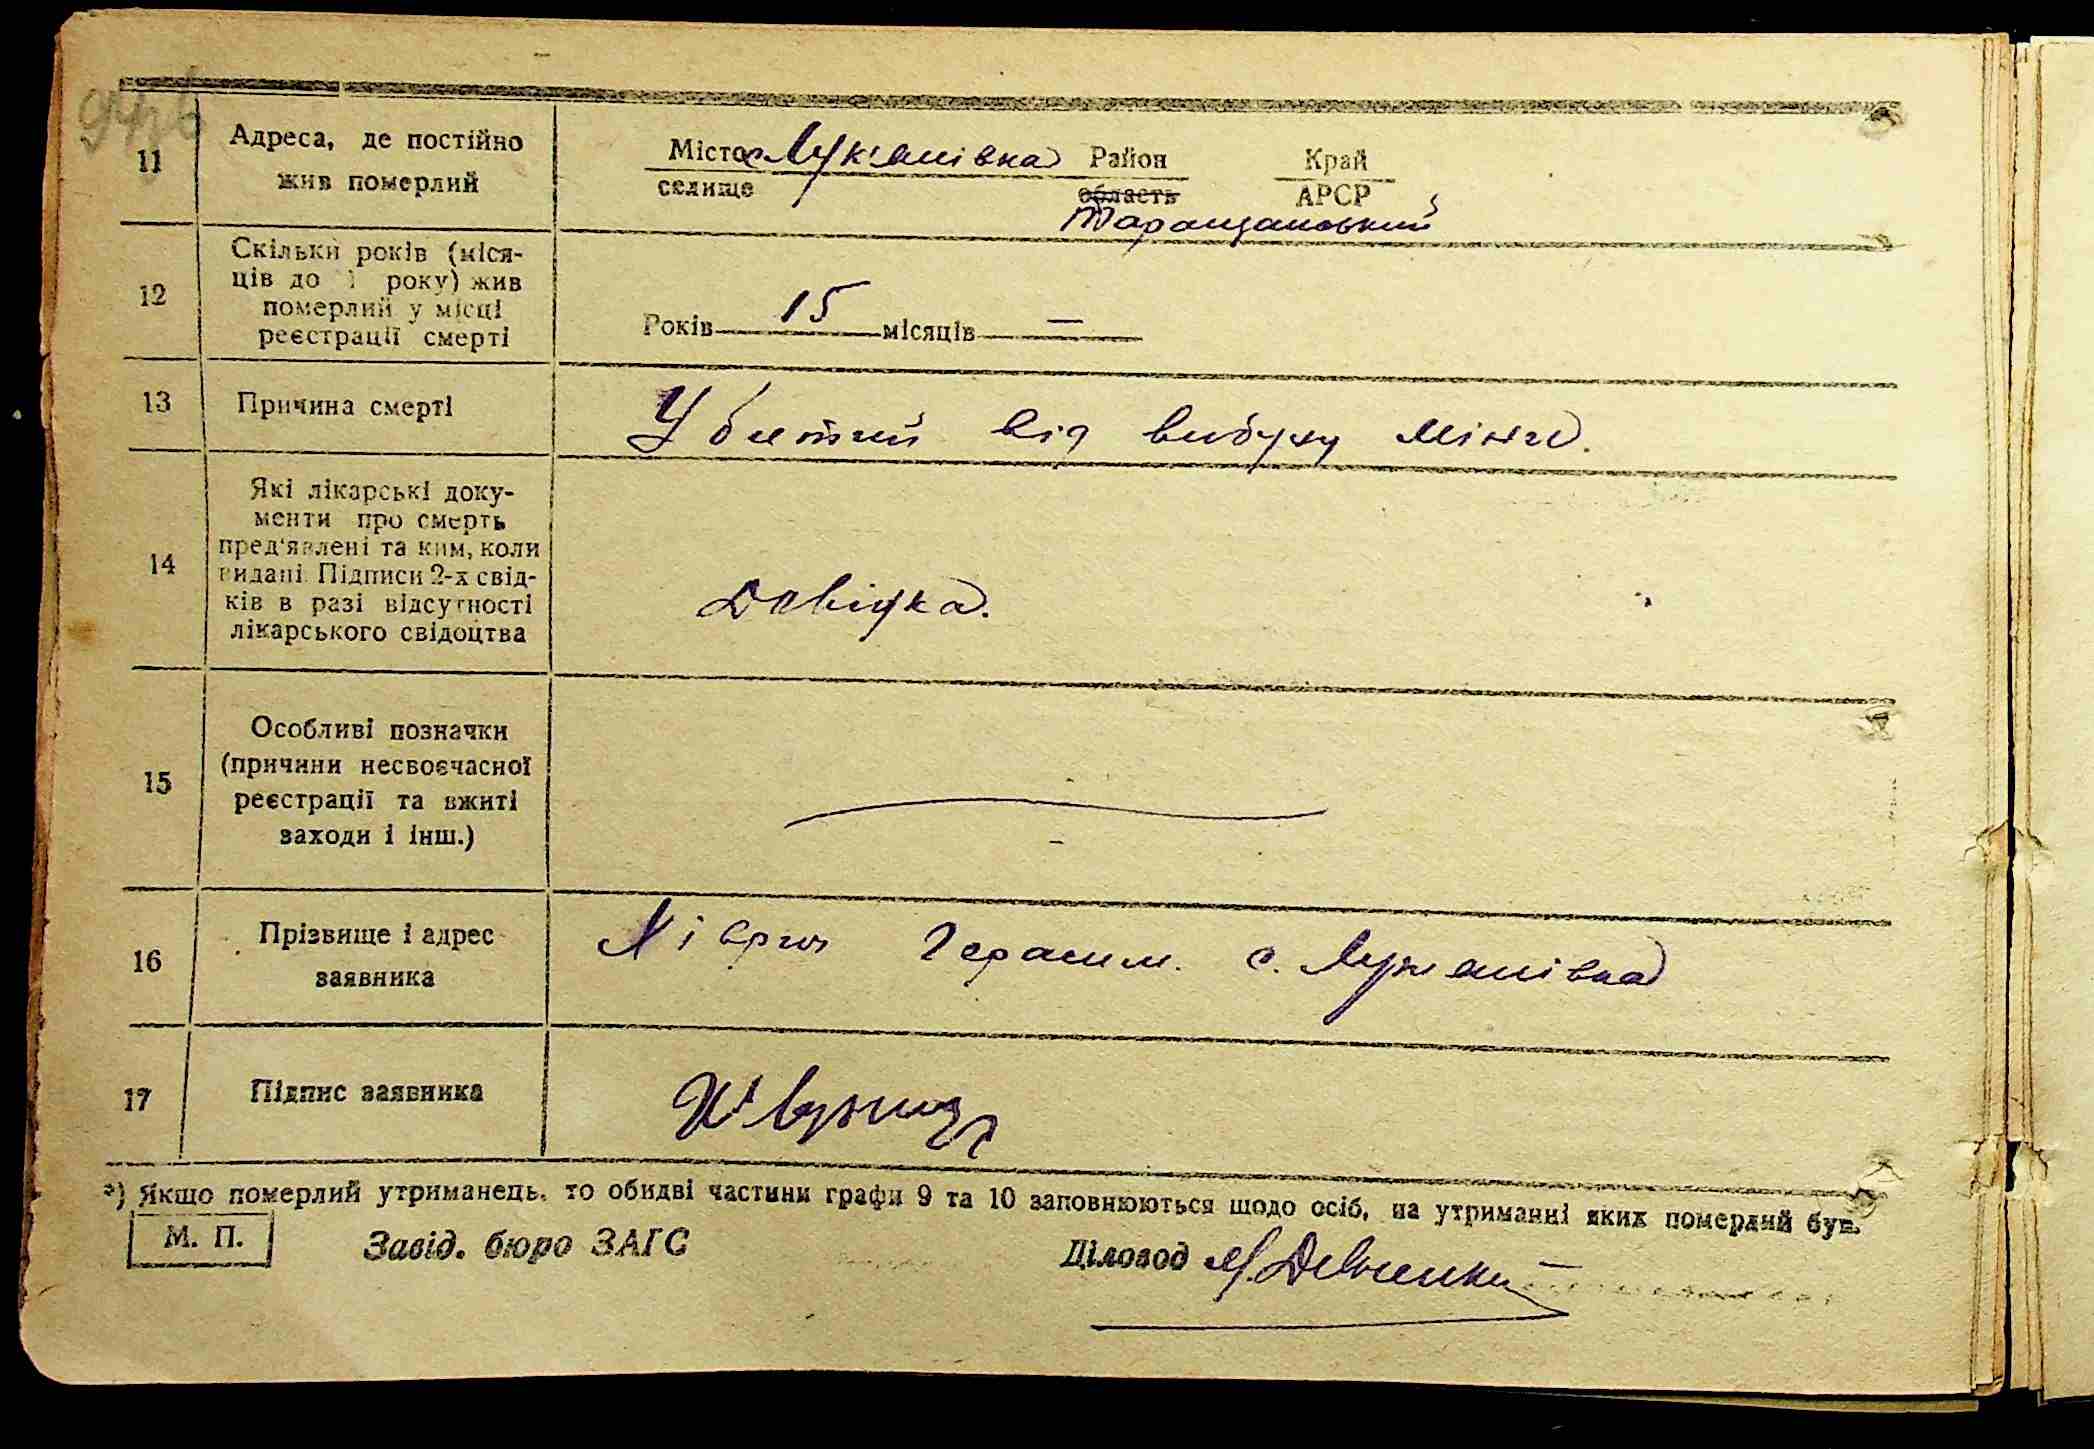 11
Адреса, де постійно
жив померлий
Місто с. Лук'янівка Район Край
селище область АРСР
Таращанський
12
Скільки років (міся-
ців до 1 року) жив
померлий у місці
реєстрації смерті
Років 15 місяців —
13
Причина смерті
Убитий від вибуху міни.
14
Які лікарські доку-
менти про смерть
пред'явлені та ким, коли
видані. Підписи 2-х свід-
ків в разі відсутності
лікарського свідоцтва
Довідка.
15
Особливі позначки
(причини несвоєчасної
реєстрації та вжиті
заходи і інш.)
16
Прізвище і адрес
заявника
Герасим. с. Лук'янівка
17
Підпис заявника
*) Якщо померлий утриманець, то обидві частини графи 9 та 10 заповнюються щодо осіб, на утриманні яких померлий був.
М. П.
Завід. бюро ЗАГС
Діловод